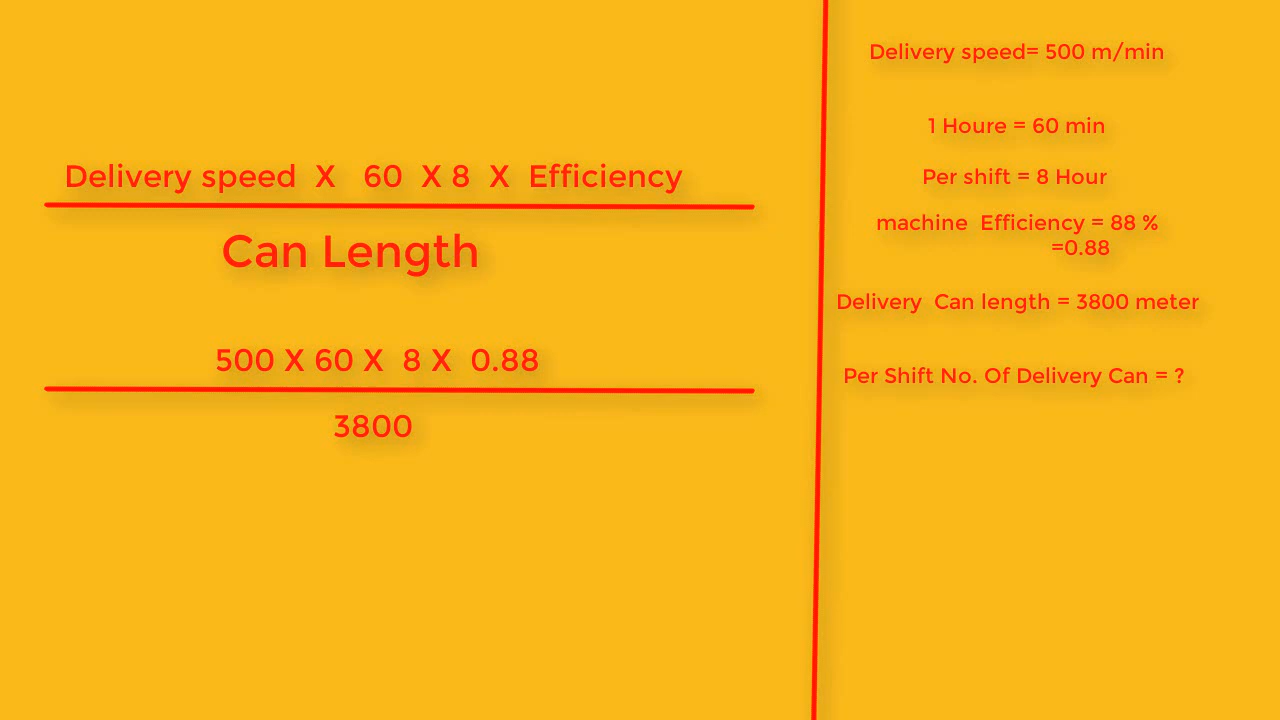 Delivery speed X 60 X 8 X Efficiency
Can Length
500 X 60 X 8 X 0.88
3800
Delivery speed= 500 m/min
1 Houre = 60 min
Per shift = 8 Hour
machine Efficiency = 88 %
=0.88
Delivery Can length = 3800 meter
Per Shift No. Of Delivery Can = ?